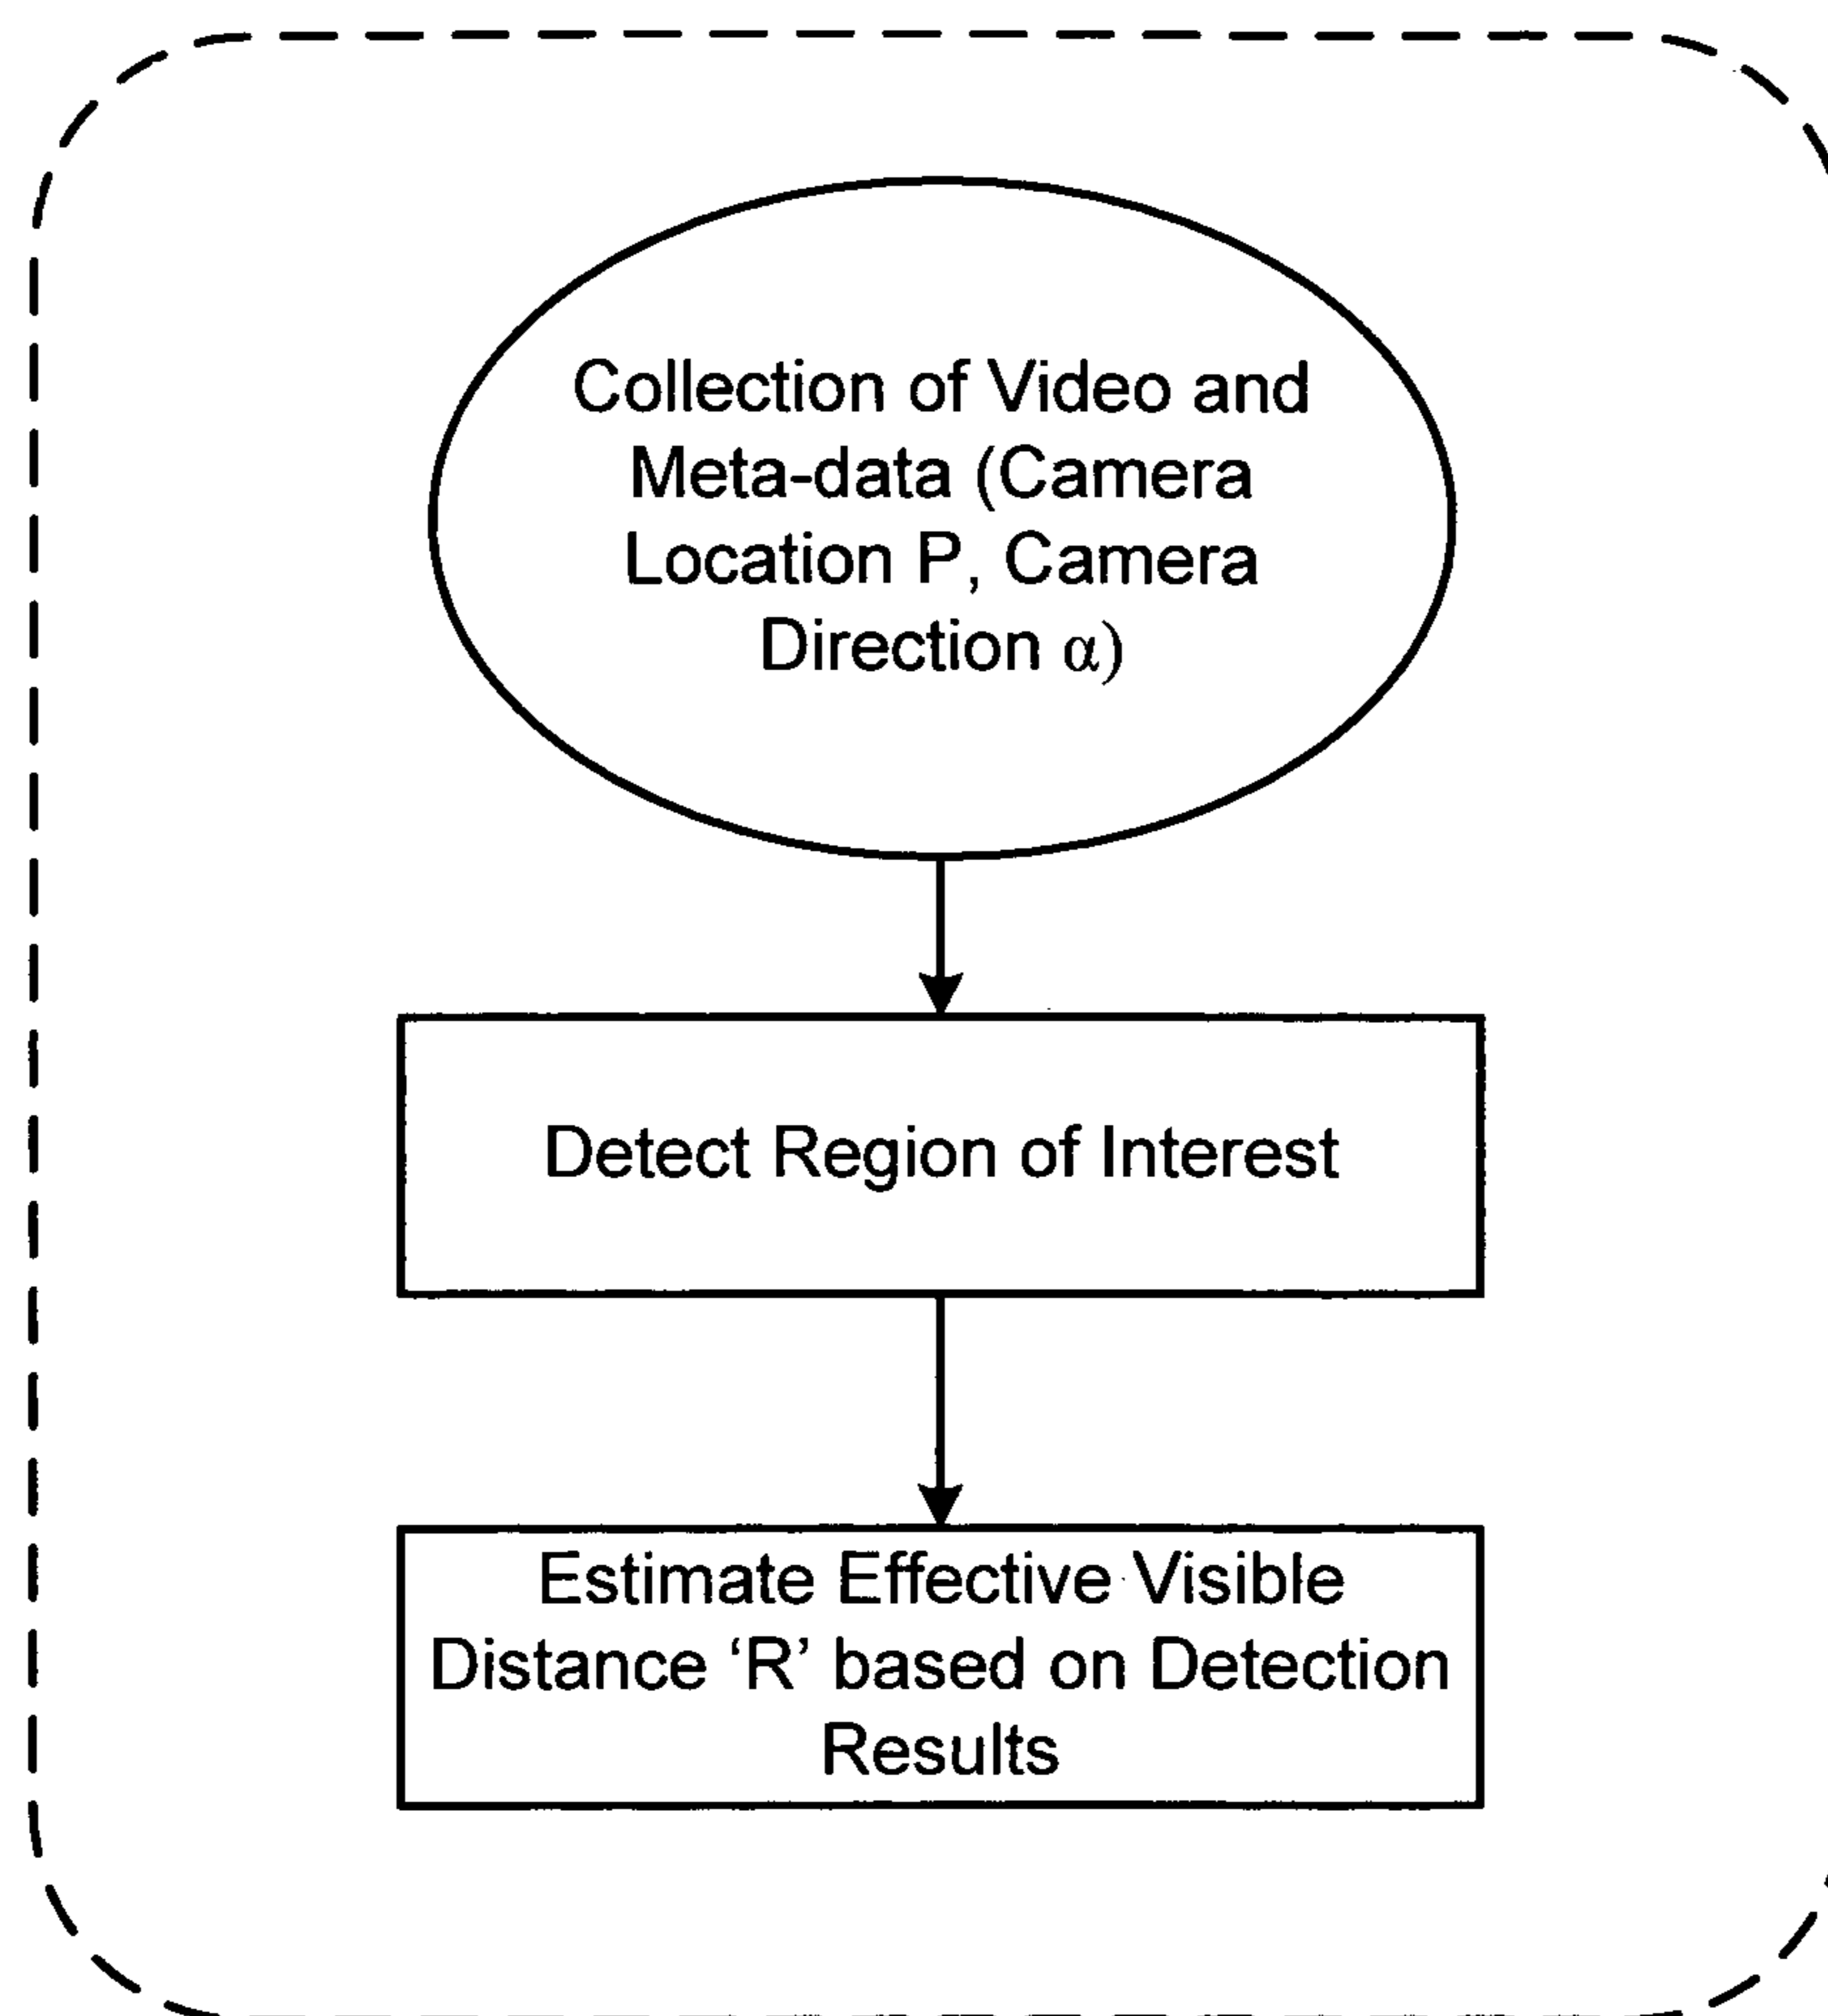 Collection of Video and
Meta-data (Camera
Location P, Camera
Direction α)
Detect Region of Interest
Estimate Effective Visible
Distance ‘R’ based on Detection
Results